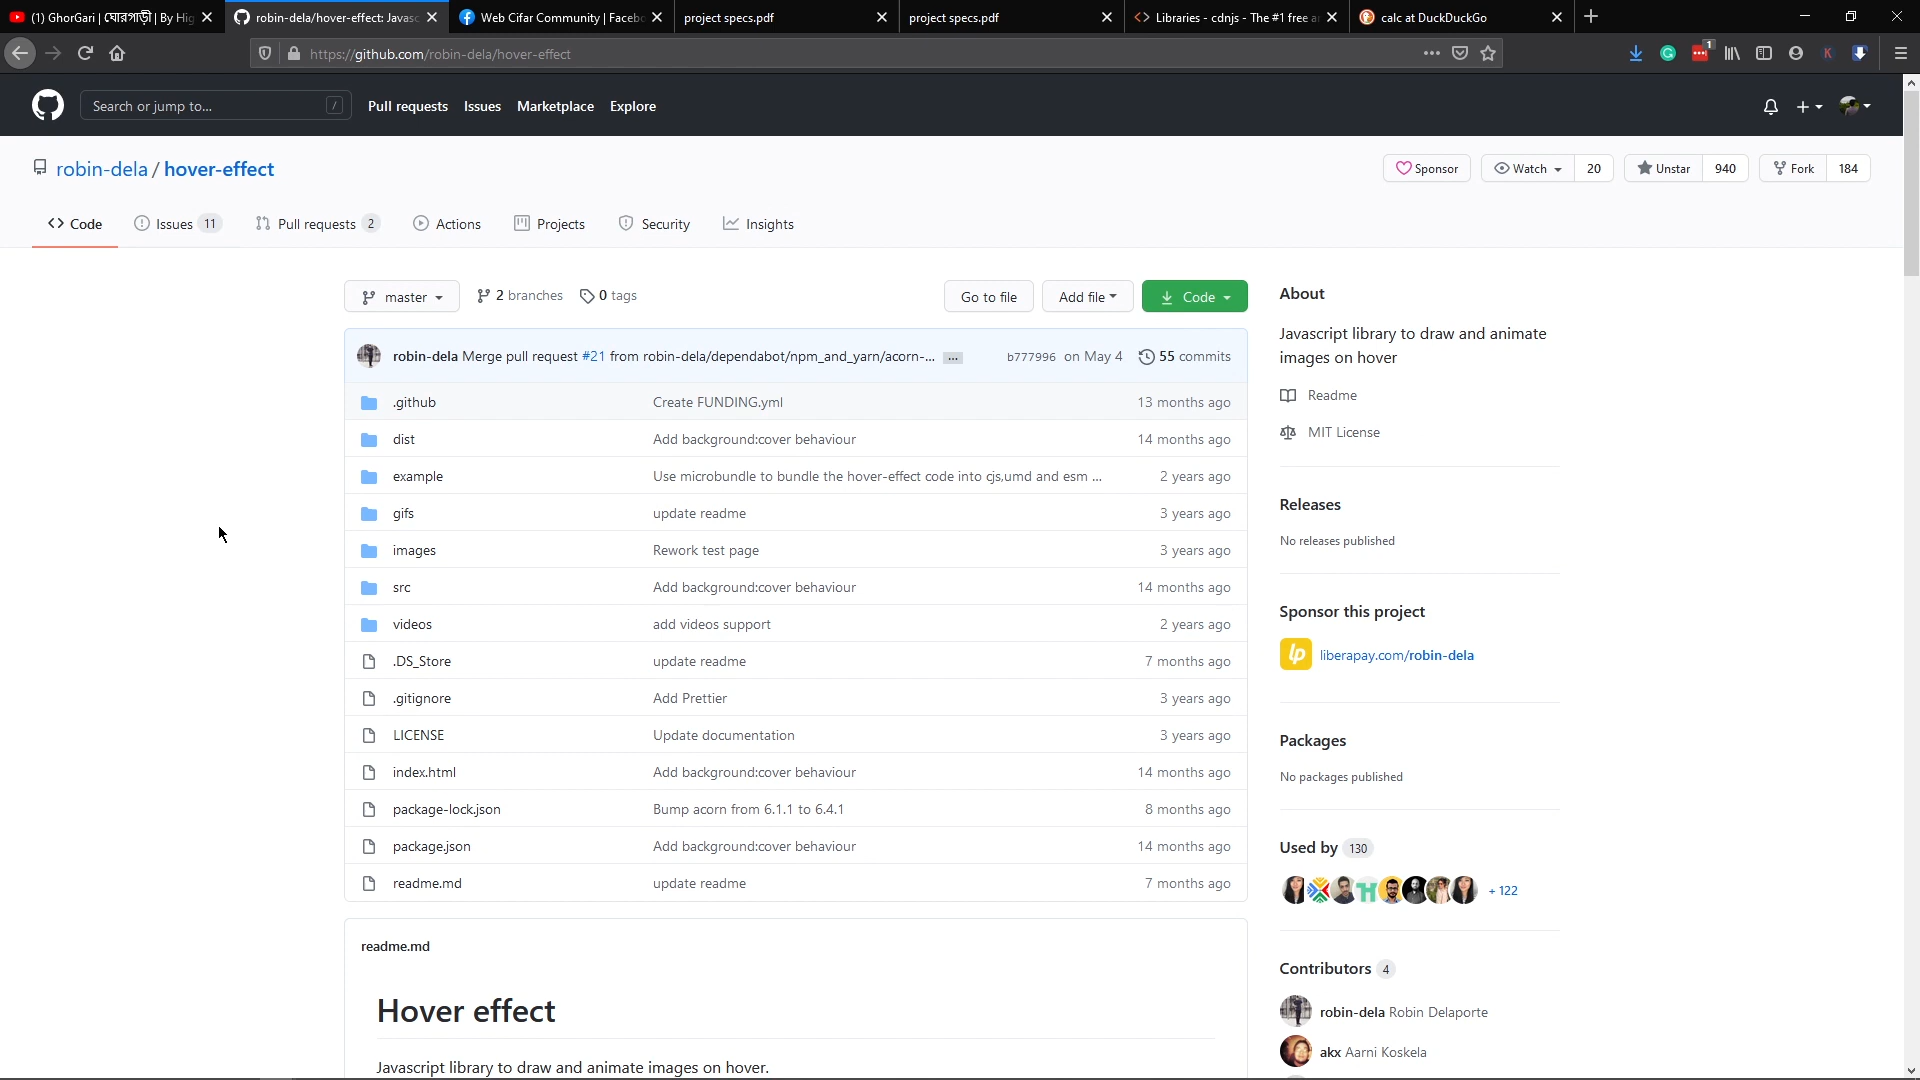 (1) GhorGari | ঘোরগাড়ী | By Hig
robin-dela/hover-effect: Javasc
Web Cifar Community | Facebo
project specs.pdf
project specs.pdf
Libraries - cdnjs - The #1 free a
calc at DuckDuckGo
https://github.com/robin-dela/hover-effect
1
K
Search or jump to... /
Pull requests Issues Marketplace Explore
robin-dela / hover-effect
Sponsor Watch 20 Unstar 940 Fork 184
Code Issues 11 Pull requests 2 Actions Projects Security Insights
master 2 branches 0 tags Go to file Add file Code
robin-dela Merge pull request #21 from robin-dela/dependabot/npm_and_yarn/acorn-... ... b777996 on May 4 55 commits
.github Create FUNDING.yml 13 months ago
dist Add background:cover behaviour 14 months ago
example Use microbundle to bundle the hover-effect code into cjs,umd and esm ... 2 years ago
gifs update readme 3 years ago
images Rework test page 3 years ago
src Add background:cover behaviour 14 months ago
videos add videos support 2 years ago
.DS_Store update readme 7 months ago
.gitignore Add Prettier 3 years ago
LICENSE Update documentation 3 years ago
index.html Add background:cover behaviour 14 months ago
package-lock.json Bump acorn from 6.1.1 to 6.4.1 8 months ago
package.json Add background:cover behaviour 14 months ago
readme.md update readme 7 months ago
readme.md
Hover effect
Javascript library to draw and animate images on hover.
About
Javascript library to draw and animate
images on hover
Readme
MIT License
Releases
No releases published
Sponsor this project
lp liberapay.com/robin-dela
Packages
No packages published
Used by 130
+ 122
Contributors 4
robin-dela Robin Delaporte
akx Aarni Koskela